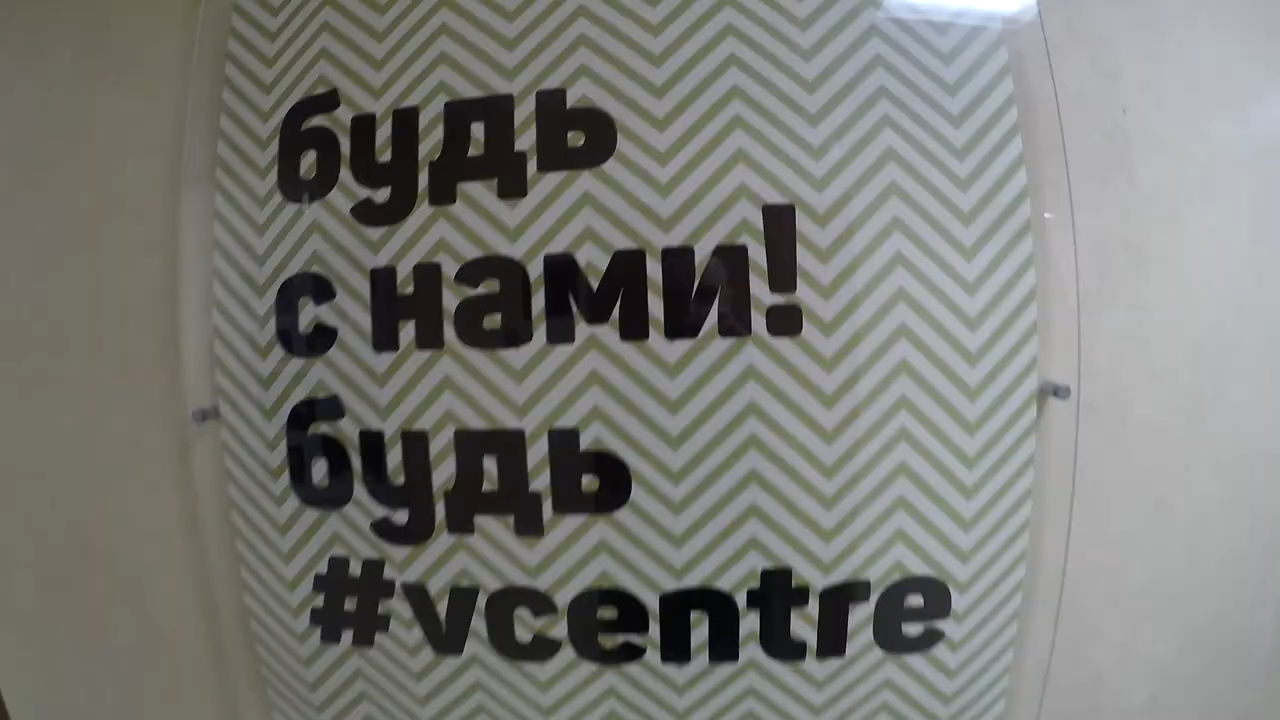 будь
с нами!
будь
#vcentre